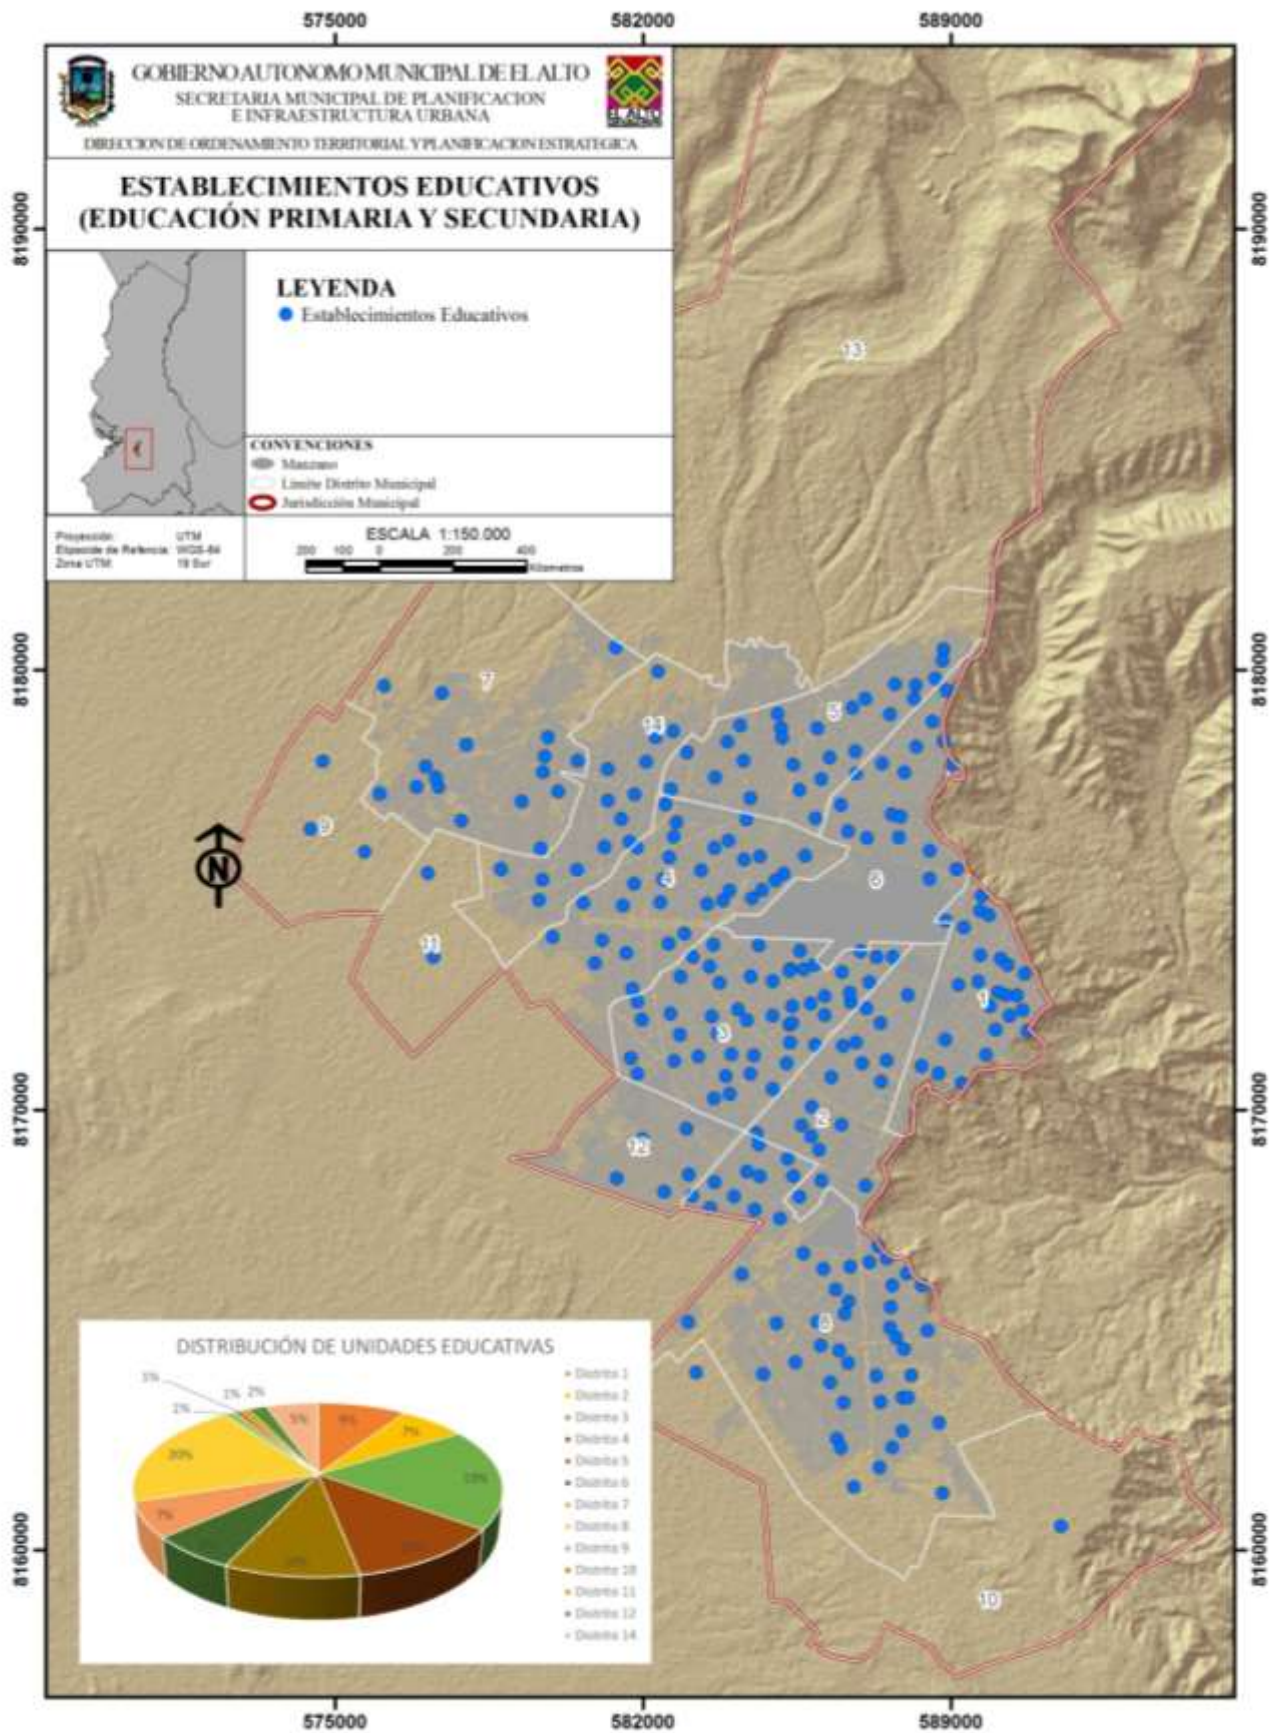 575000
582000
589000
GOBIERNO AUTONOMO MUNICIPAL DE EL ALTO
SECRETARIA MUNICIPAL DE PLANIFICACION
E INFRAESTRUCTURA URBANA
DIRECCION DE ORDENAMIENTO TERRITORIAL Y PLANIFICACION ESTRATEGICA
EL ALTO
ESTABLECIMIENTOS EDUCATIVOS
(EDUCACIÓN PRIMARIA Y SECUNDARIA)
LEYENDA
Establecimientos Educativos
CONVENCIONES
Manzano
Limite Distrito Municipal
Jurisdicción Municipal
Proyección: UTM
Espacide de Refencia: WGS-84
Zona UTM: 19 Sur
ESCALA 1:150.000
200 100 0 200 400
Kilometros
8190000
8190000
13
8180000
8180000
7
14
5
9
4
6
N
11
1
3
8170000
8170000
2
12
8
DISTRIBUCIÓN DE UNIDADES EDUCATIVAS
1% 2%
5%
9%
7%
20%
7%
Distrito 1
Distrito 2
Distrito 3
Distrito 4
Distrito 5
Distrito 6
Distrito 7
Distrito 8
Distrito 9
Distrito 10
Distrito 11
Distrito 12
Distrito 14
8160000
8160000
10
575000
582000
589000